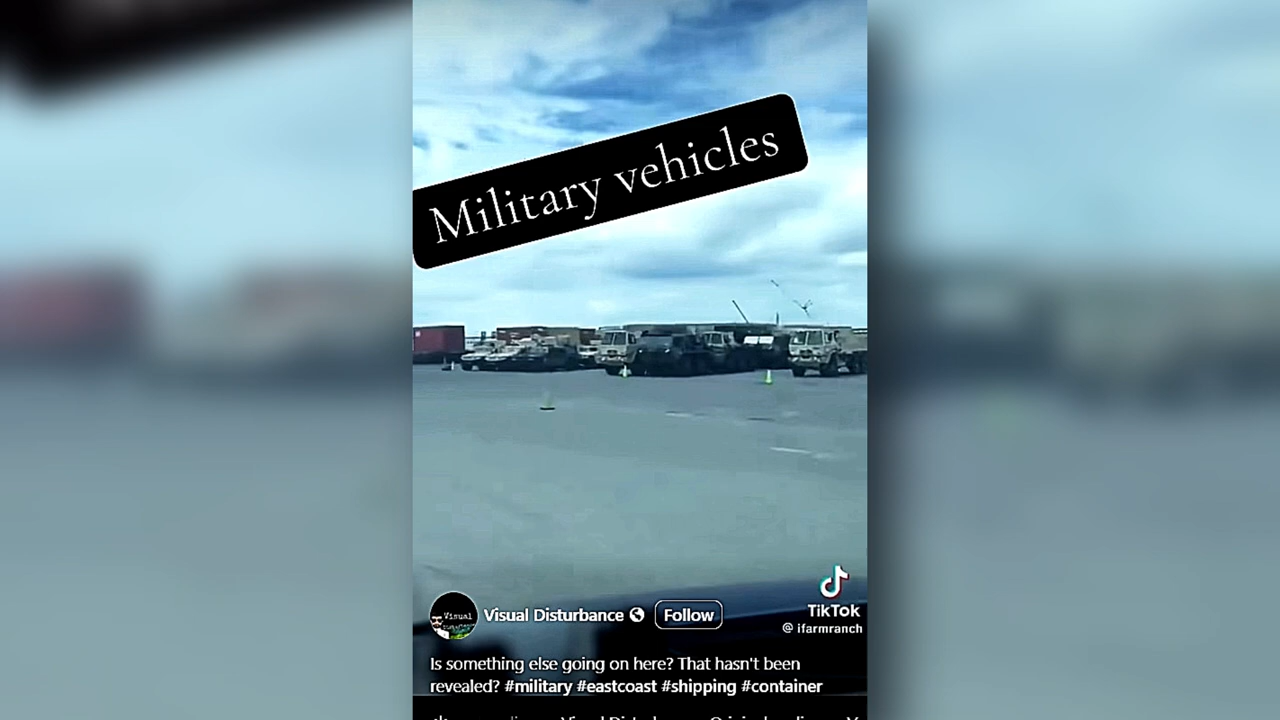 Military vehicles
TikTok
@ ifarmranch
Visual
Visual Disturbance
Follow
Is something else going on here? That hasn't been
revealed? #military #eastcoast #shipping #container